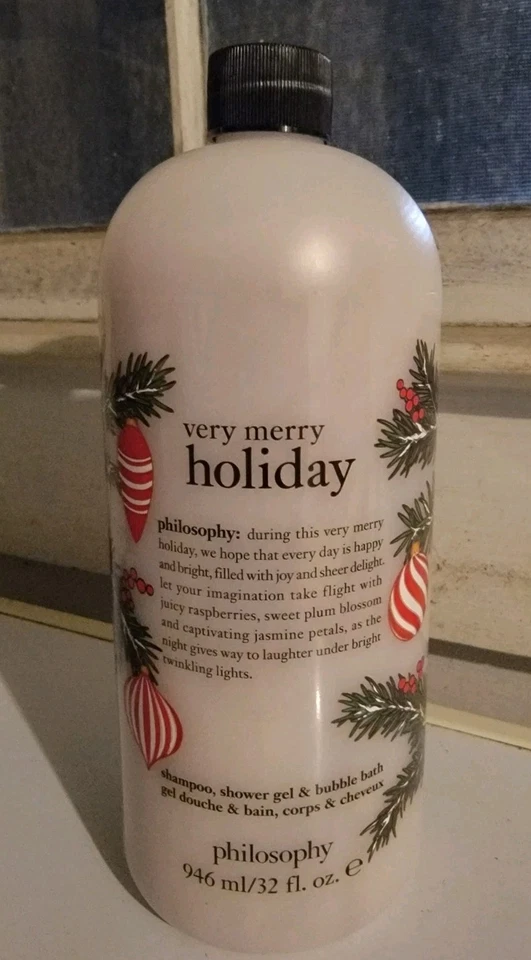 very merry
holiday
philosophy: during this very merry
holiday, we hope that every day is happy
and bright, filled with joy and sheer delight.
let your imagination take flight with
juicy raspberries, sweet plum blossom
and captivating jasmine petals, as the
night gives way to laughter under bright
twinkling lights.
shampoo, shower gel & bubble bath
gel douche & bain, corps & cheveux
philosophy
946 ml/32 fl. oz. ℮